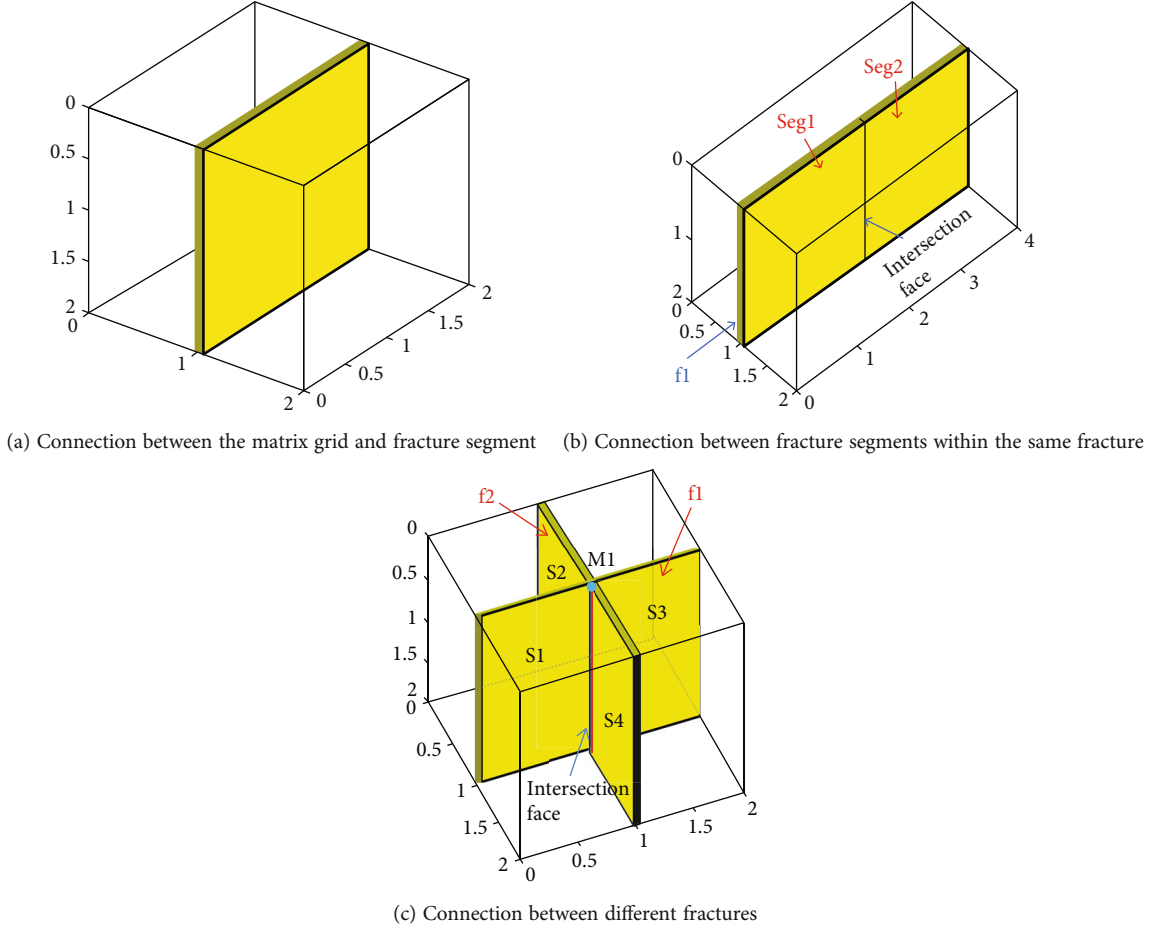 0
0.5
1
1.5
2
0
1
2
0
0.5
1
1.5
2
Seg2
Seg1
0
1
2
0
0.5
1
1.5
2
0
1
2
3
4
Intersection
face
f1
(a) Connection between the matrix grid and fracture segment
(b) Connection between fracture segments within the same fracture
f2
f1
M1
S2
S3
S1
S4
0
0.5
1
1.5
2
0
0.5
1
1.5
2
0
0.5
1
1.5
2
Intersection
face
(c) Connection between different fractures